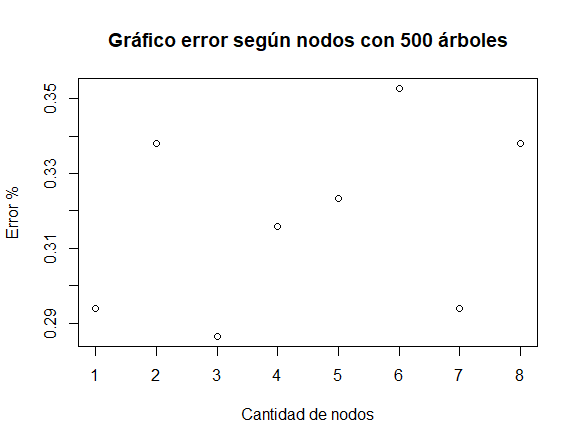 Gráfico error según nodos con 500 árboles
Error %
0.35
0.33
0.31
0.29
1 2 3 4 5 6 7 8
Cantidad de nodos